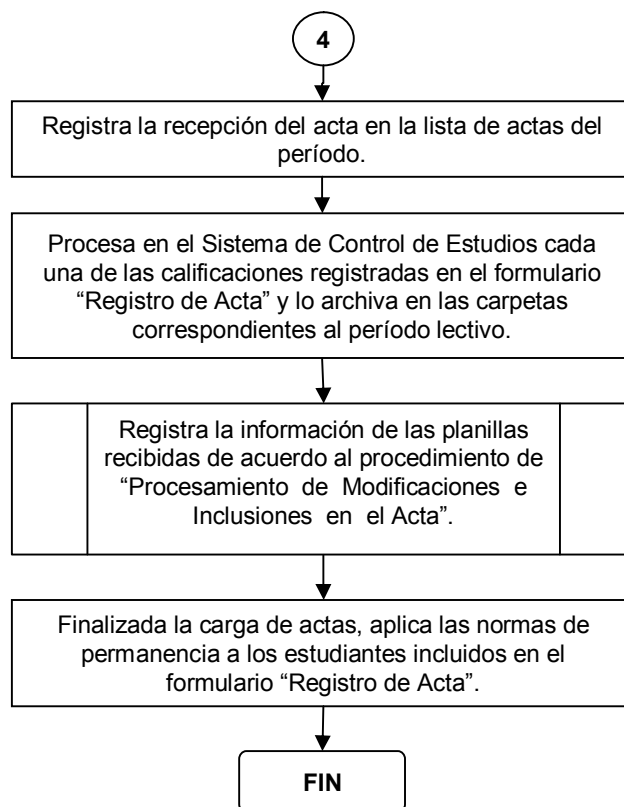 4
Registra la recepción del acta en la lista de actas del
período.
Procesa en el Sistema de Control de Estudios cada
una de las calificaciones registradas en el formulario
“Registro de Acta” y lo archiva en las carpetas
correspondientes al período lectivo.
Registra la información de las planillas
recibidas de acuerdo al procedimiento de
“Procesamiento de Modificaciones e
Inclusiones en el Acta”.
Finalizada la carga de actas, aplica las normas de
permanencia a los estudiantes incluidos en el
formulario “Registro de Acta”.
FIN